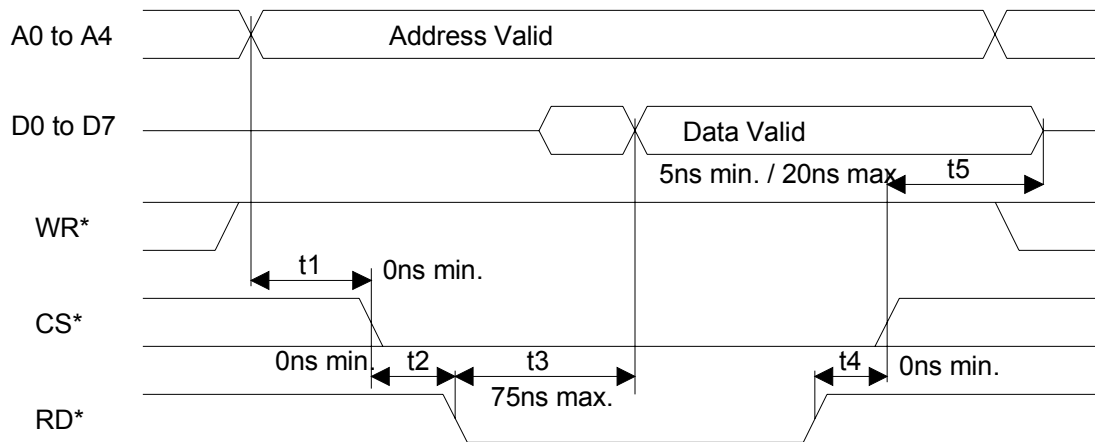 A0 to A4
Address Valid
D0 to D7
Data Valid
5ns min. / 20ns max
t5
WR*
t1
0ns min.
CS*
0ns min.
t2
t3
t4
0ns min.
75ns max.
RD*